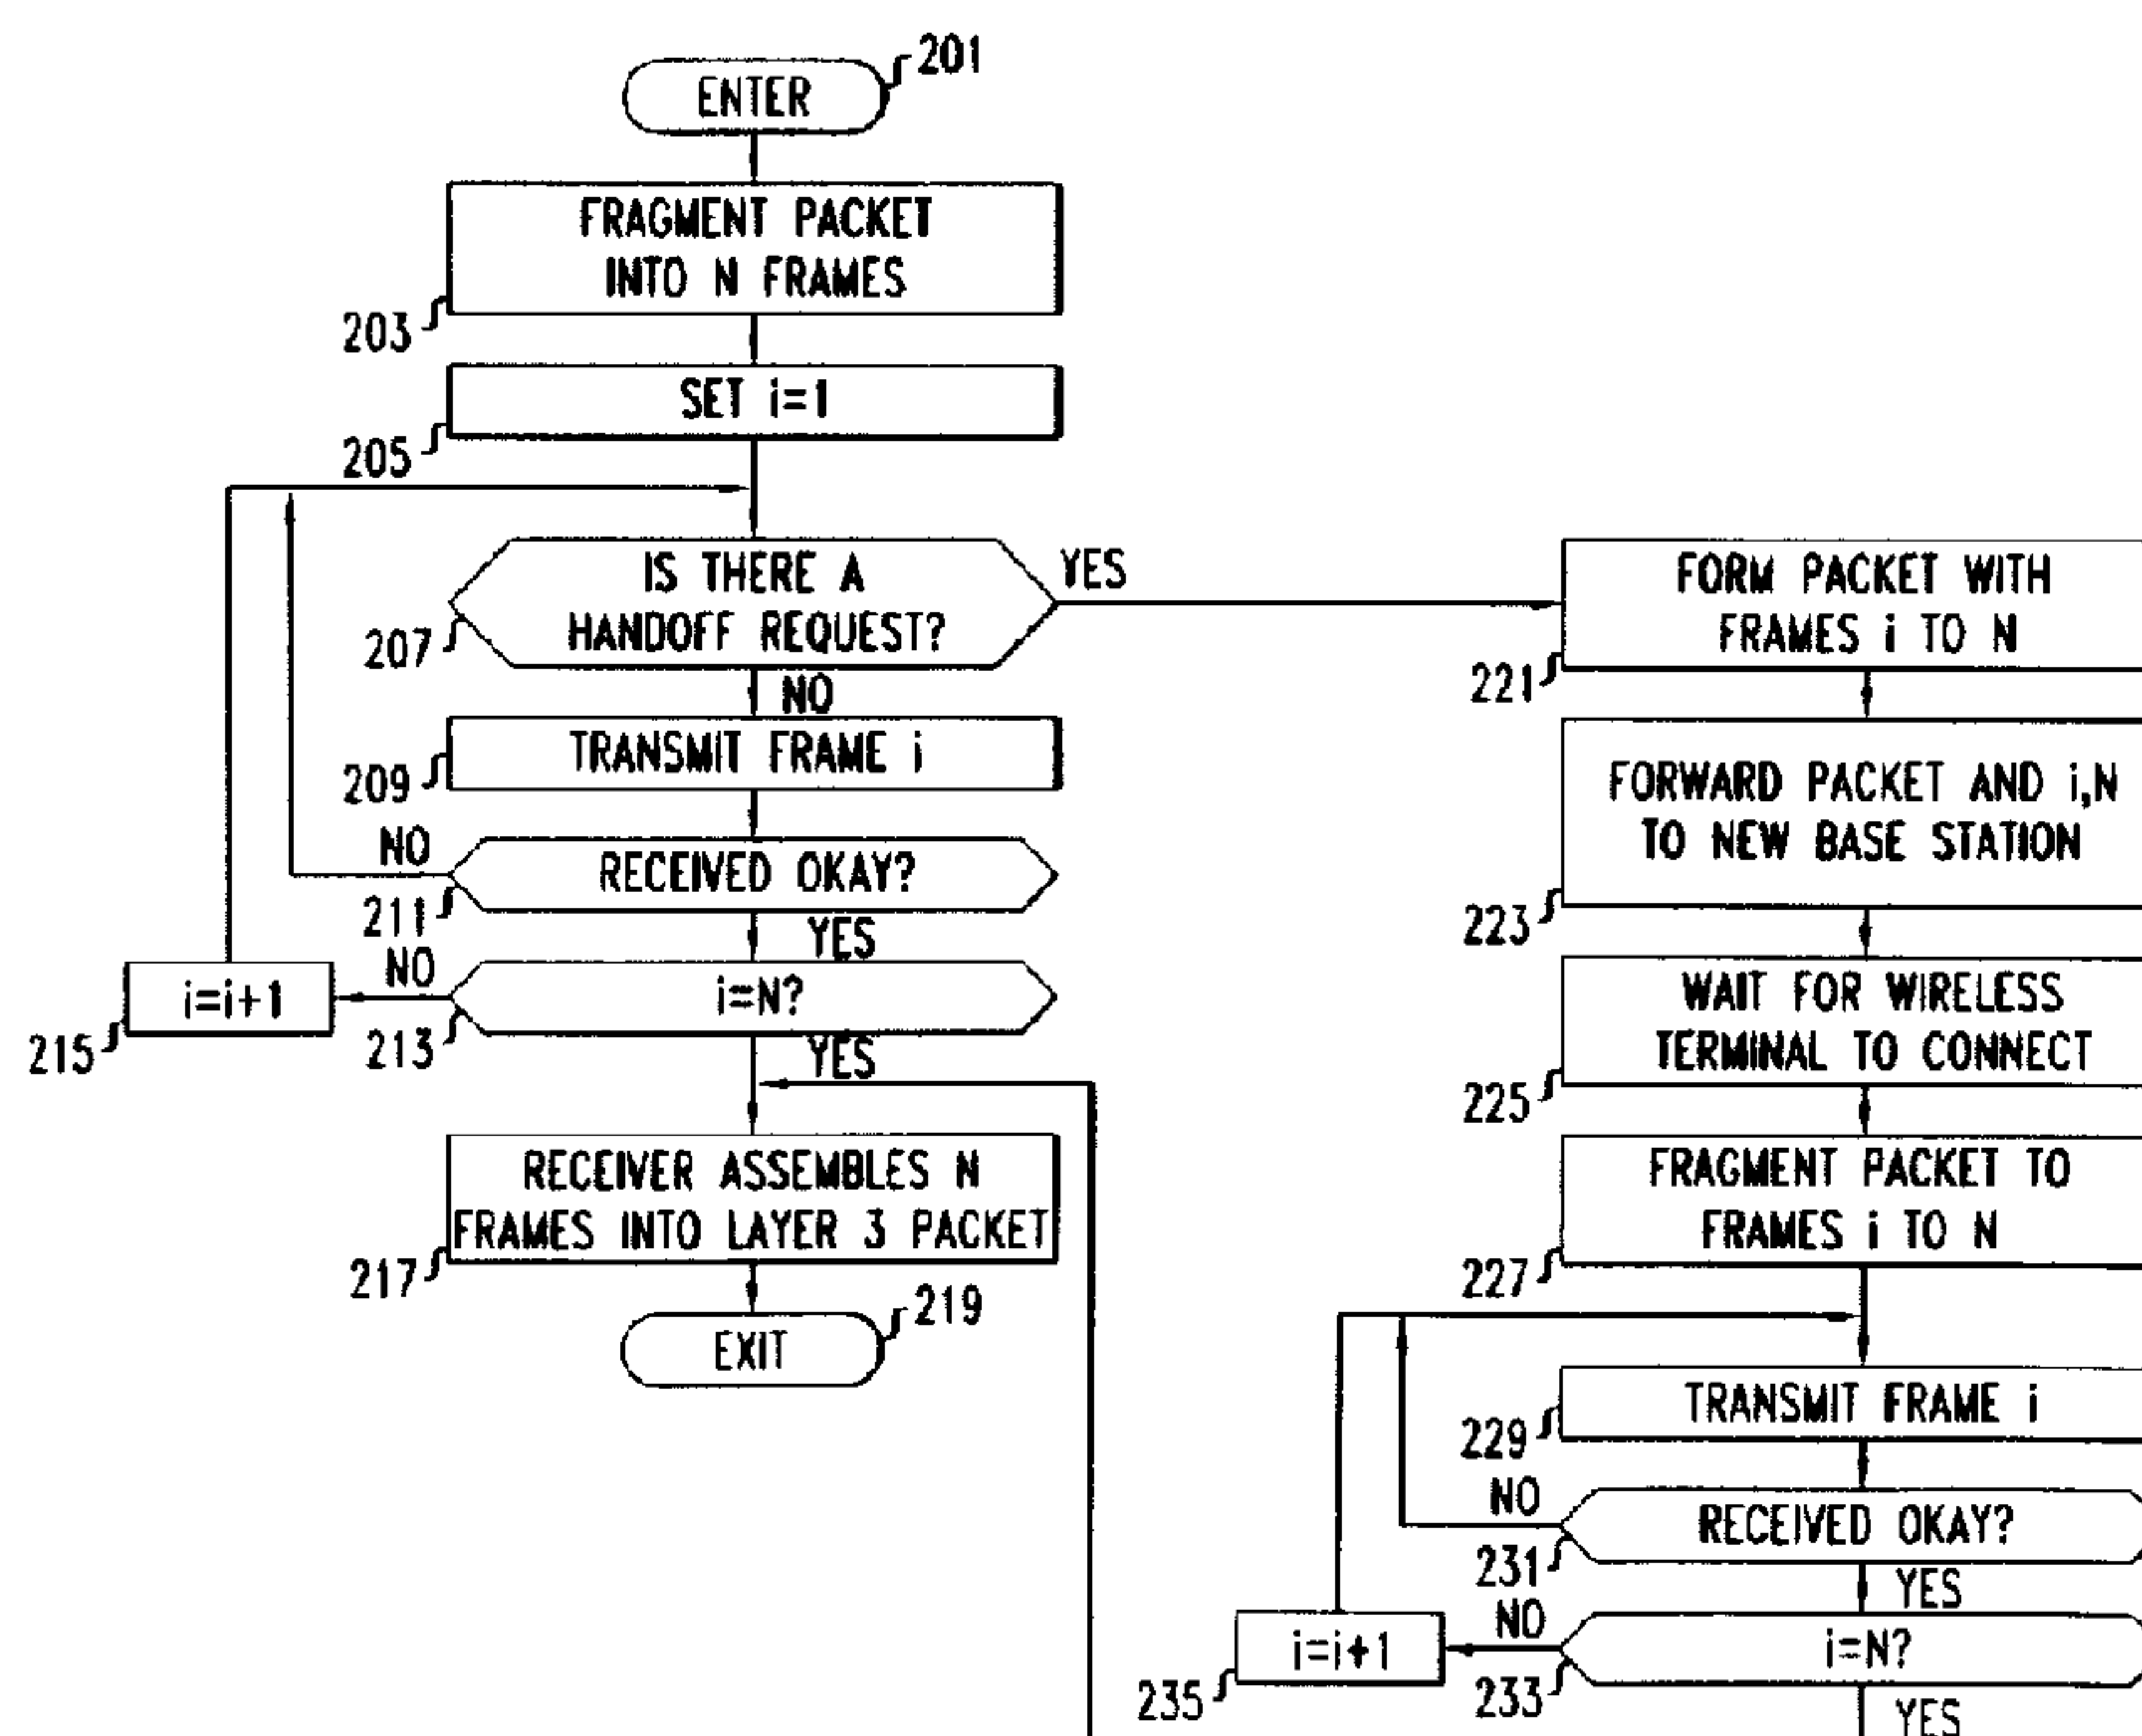 201
ENTER
FRAGMENT PACKET
INTO N FRAMES
203
SET i=1
205
IS THERE A
HANDOFF REQUEST?
207
YES
NO
TRANSMIT FRAME i
209
NO
RECEIVED OKAY?
211
YES
NO
i=N?
213
i=i+1
215
YES
RECEIVER ASSEMBLES N
FRAMES INTO LAYER 3 PACKET
217
219
EXIT
FORM PACKET WITH
FRAMES i TO N
221
FORWARD PACKET AND i,N
TO NEW BASE STATION
223
WAIT FOR WIRELESS
TERMINAL TO CONNECT
225
FRAGMENT PACKET TO
FRAMES i TO N
227
TRANSMIT FRAME i
229
NO
RECEIVED OKAY?
231
YES
NO
i=N?
233
i=i+1
235
YES